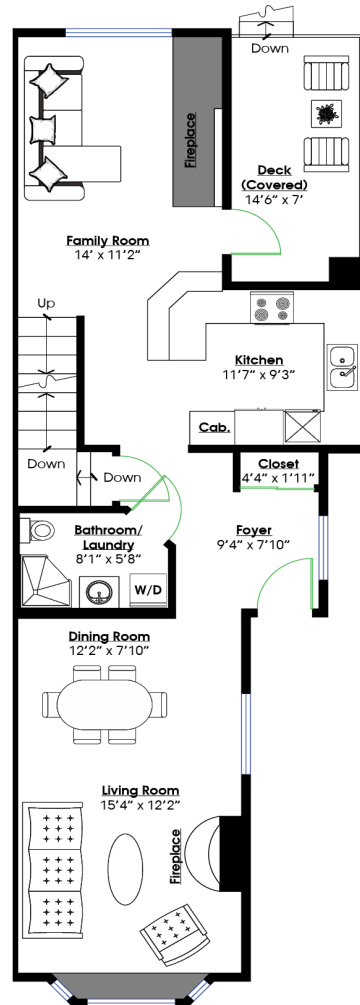 Down
Fireplace
Deck
(Covered)
14'6" x 7'
Family Room
14' x 11'2"
Up
Kitchen
11'7" x 9'3"
Cab.
Down
Down
Closet
4'4" x 1'11"
Bathroom/
Laundry
8'1" x 5'8"
W/D
Foyer
9'4" x 7'10"
Dining Room
12'2" x 7'10"
Living Room
15'4" x 12'2"
Fireplace